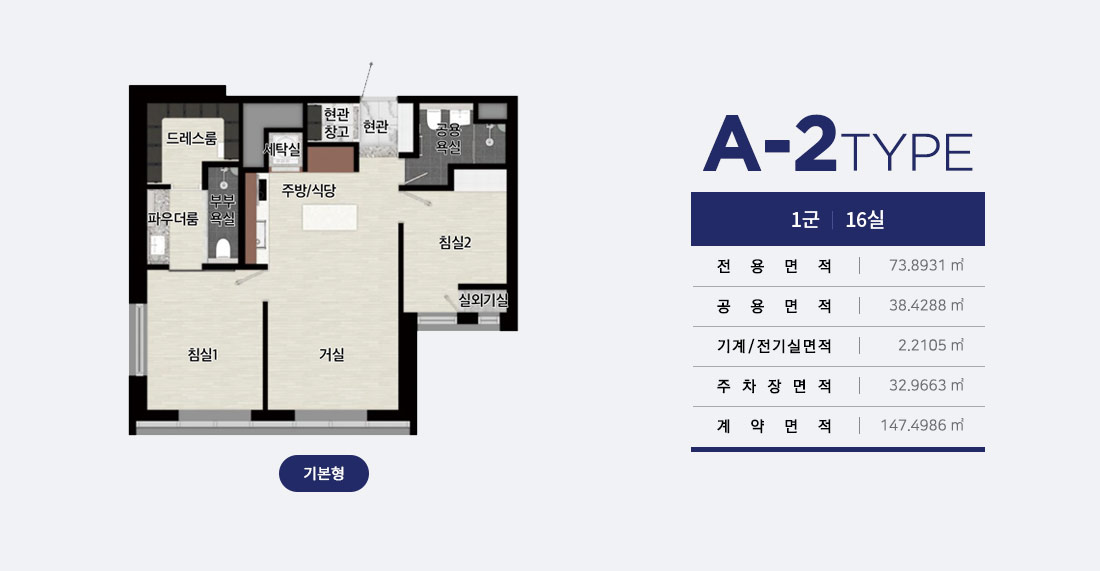 드레스룸
세탁실
현관
창고
현관
공용
욕실
주방/식당
파우더룸
부부
욕실
침실2
실외기실
침실1
거실
기본형
A-2TYPE
1군 | 16실
전용면적 | 73.8931 ㎡
공용면적 | 38.4288 ㎡
기계/전기실면적 | 2.2105 ㎡
주차장면적 | 32.9663 ㎡
계약면적 | 147.4986 ㎡